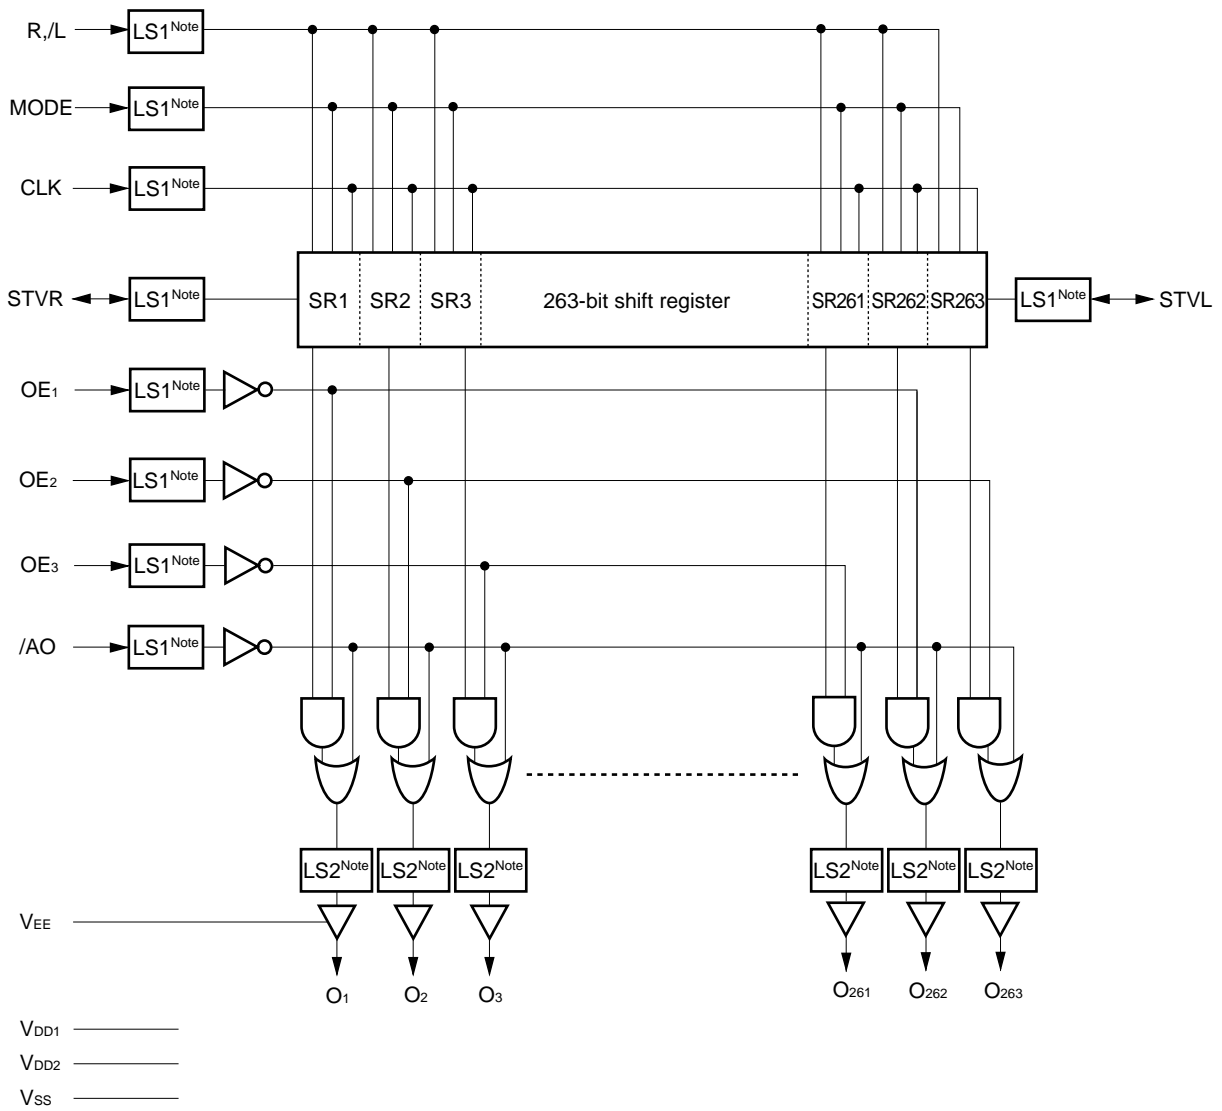 R,/L LS1Note
MODE LS1Note
CLK LS1Note
STVR LS1Note SR1 SR2 SR3 263-bit shift register SR261 SR262 SR263 LS1Note STVL
OE1 LS1Note
OE2 LS1Note
OE3 LS1Note
/AO LS1Note
LS2Note LS2Note LS2Note LS2Note LS2Note LS2Note
VEE
O1 O2 O3 O261 O262 O263
VDD1
VDD2
VSS